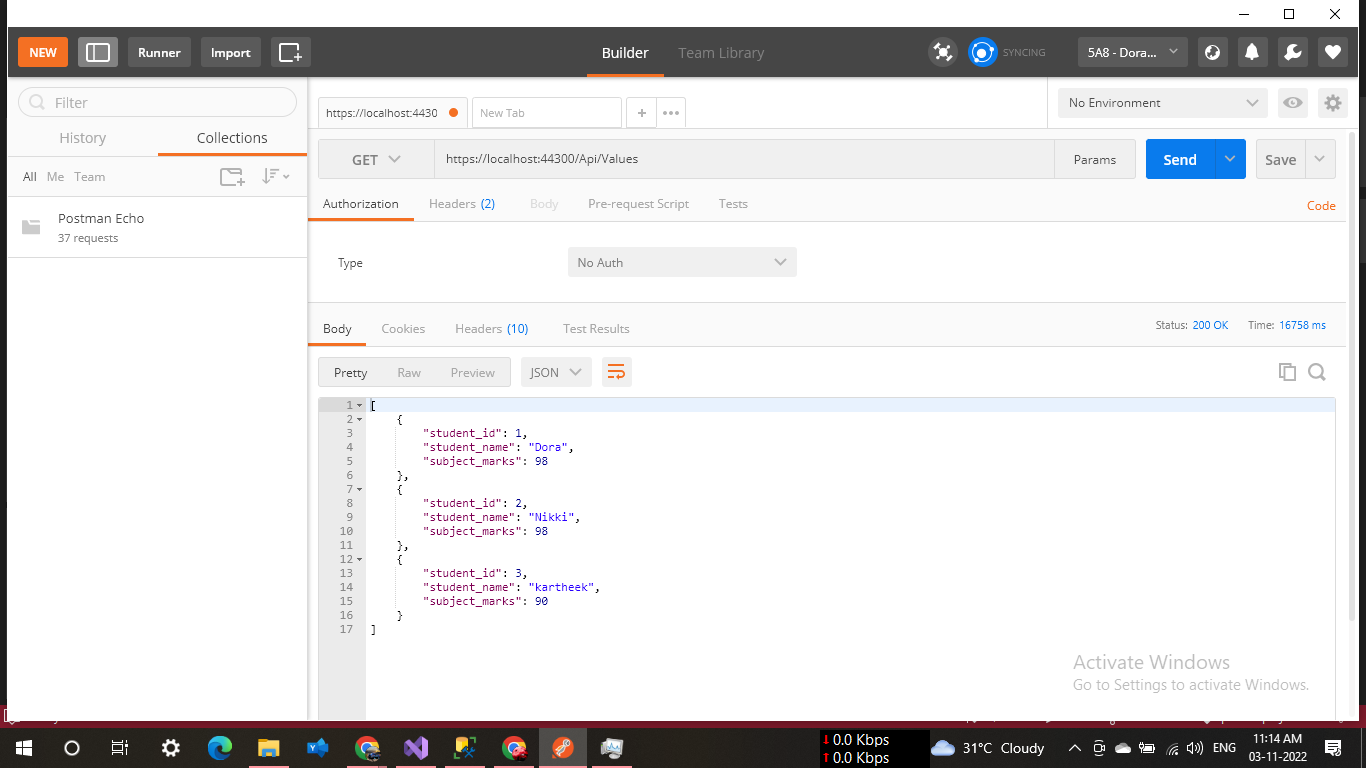 NEW Runner Import Builder Team Library SYNCING 5A8 - Dora...
Filter
https://localhost:4430 New Tab + ••• No Environment
History Collections
GET https://localhost:44300/Api/Values Params Send Save
All Me Team
Authorization Headers (2) Body Pre-request Script Tests Code
Postman Echo
37 requests
Type No Auth
Body Cookies Headers (10) Test Results Status: 200 OK Time: 16758 ms
Pretty Raw Preview JSON
1 [
2 {
3 "student_id": 1,
4 "student_name": "Dora",
5 "subject_marks": 98
6 },
7 {
8 "student_id": 2,
9 "student_name": "Nikki",
10 "subject_marks": 98
11 },
12 {
13 "student_id": 3,
14 "student_name": "kartheek",
15 "subject_marks": 90
16 }
17 ]
Activate Windows
Go to Settings to activate Windows.
0.0 Kbps
0.0 Kbps
31°C Cloudy ENG
11:14 AM
03-11-2022